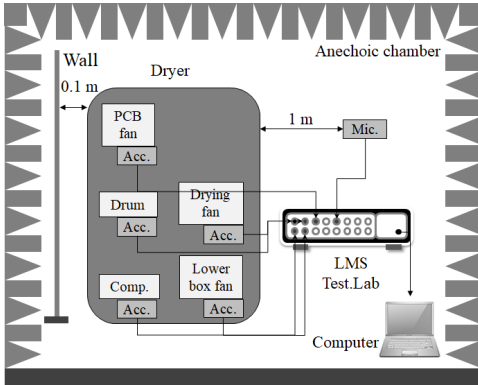 Anechoic chamber
Wall
0.1 m
Dryer
1 m
Mic.
PCB
fan
Acc.
Drum
Acc.
Drying
fan
Acc.
Comp.
Acc.
Lower
box fan
Acc.
LMS
Test.Lab
Computer